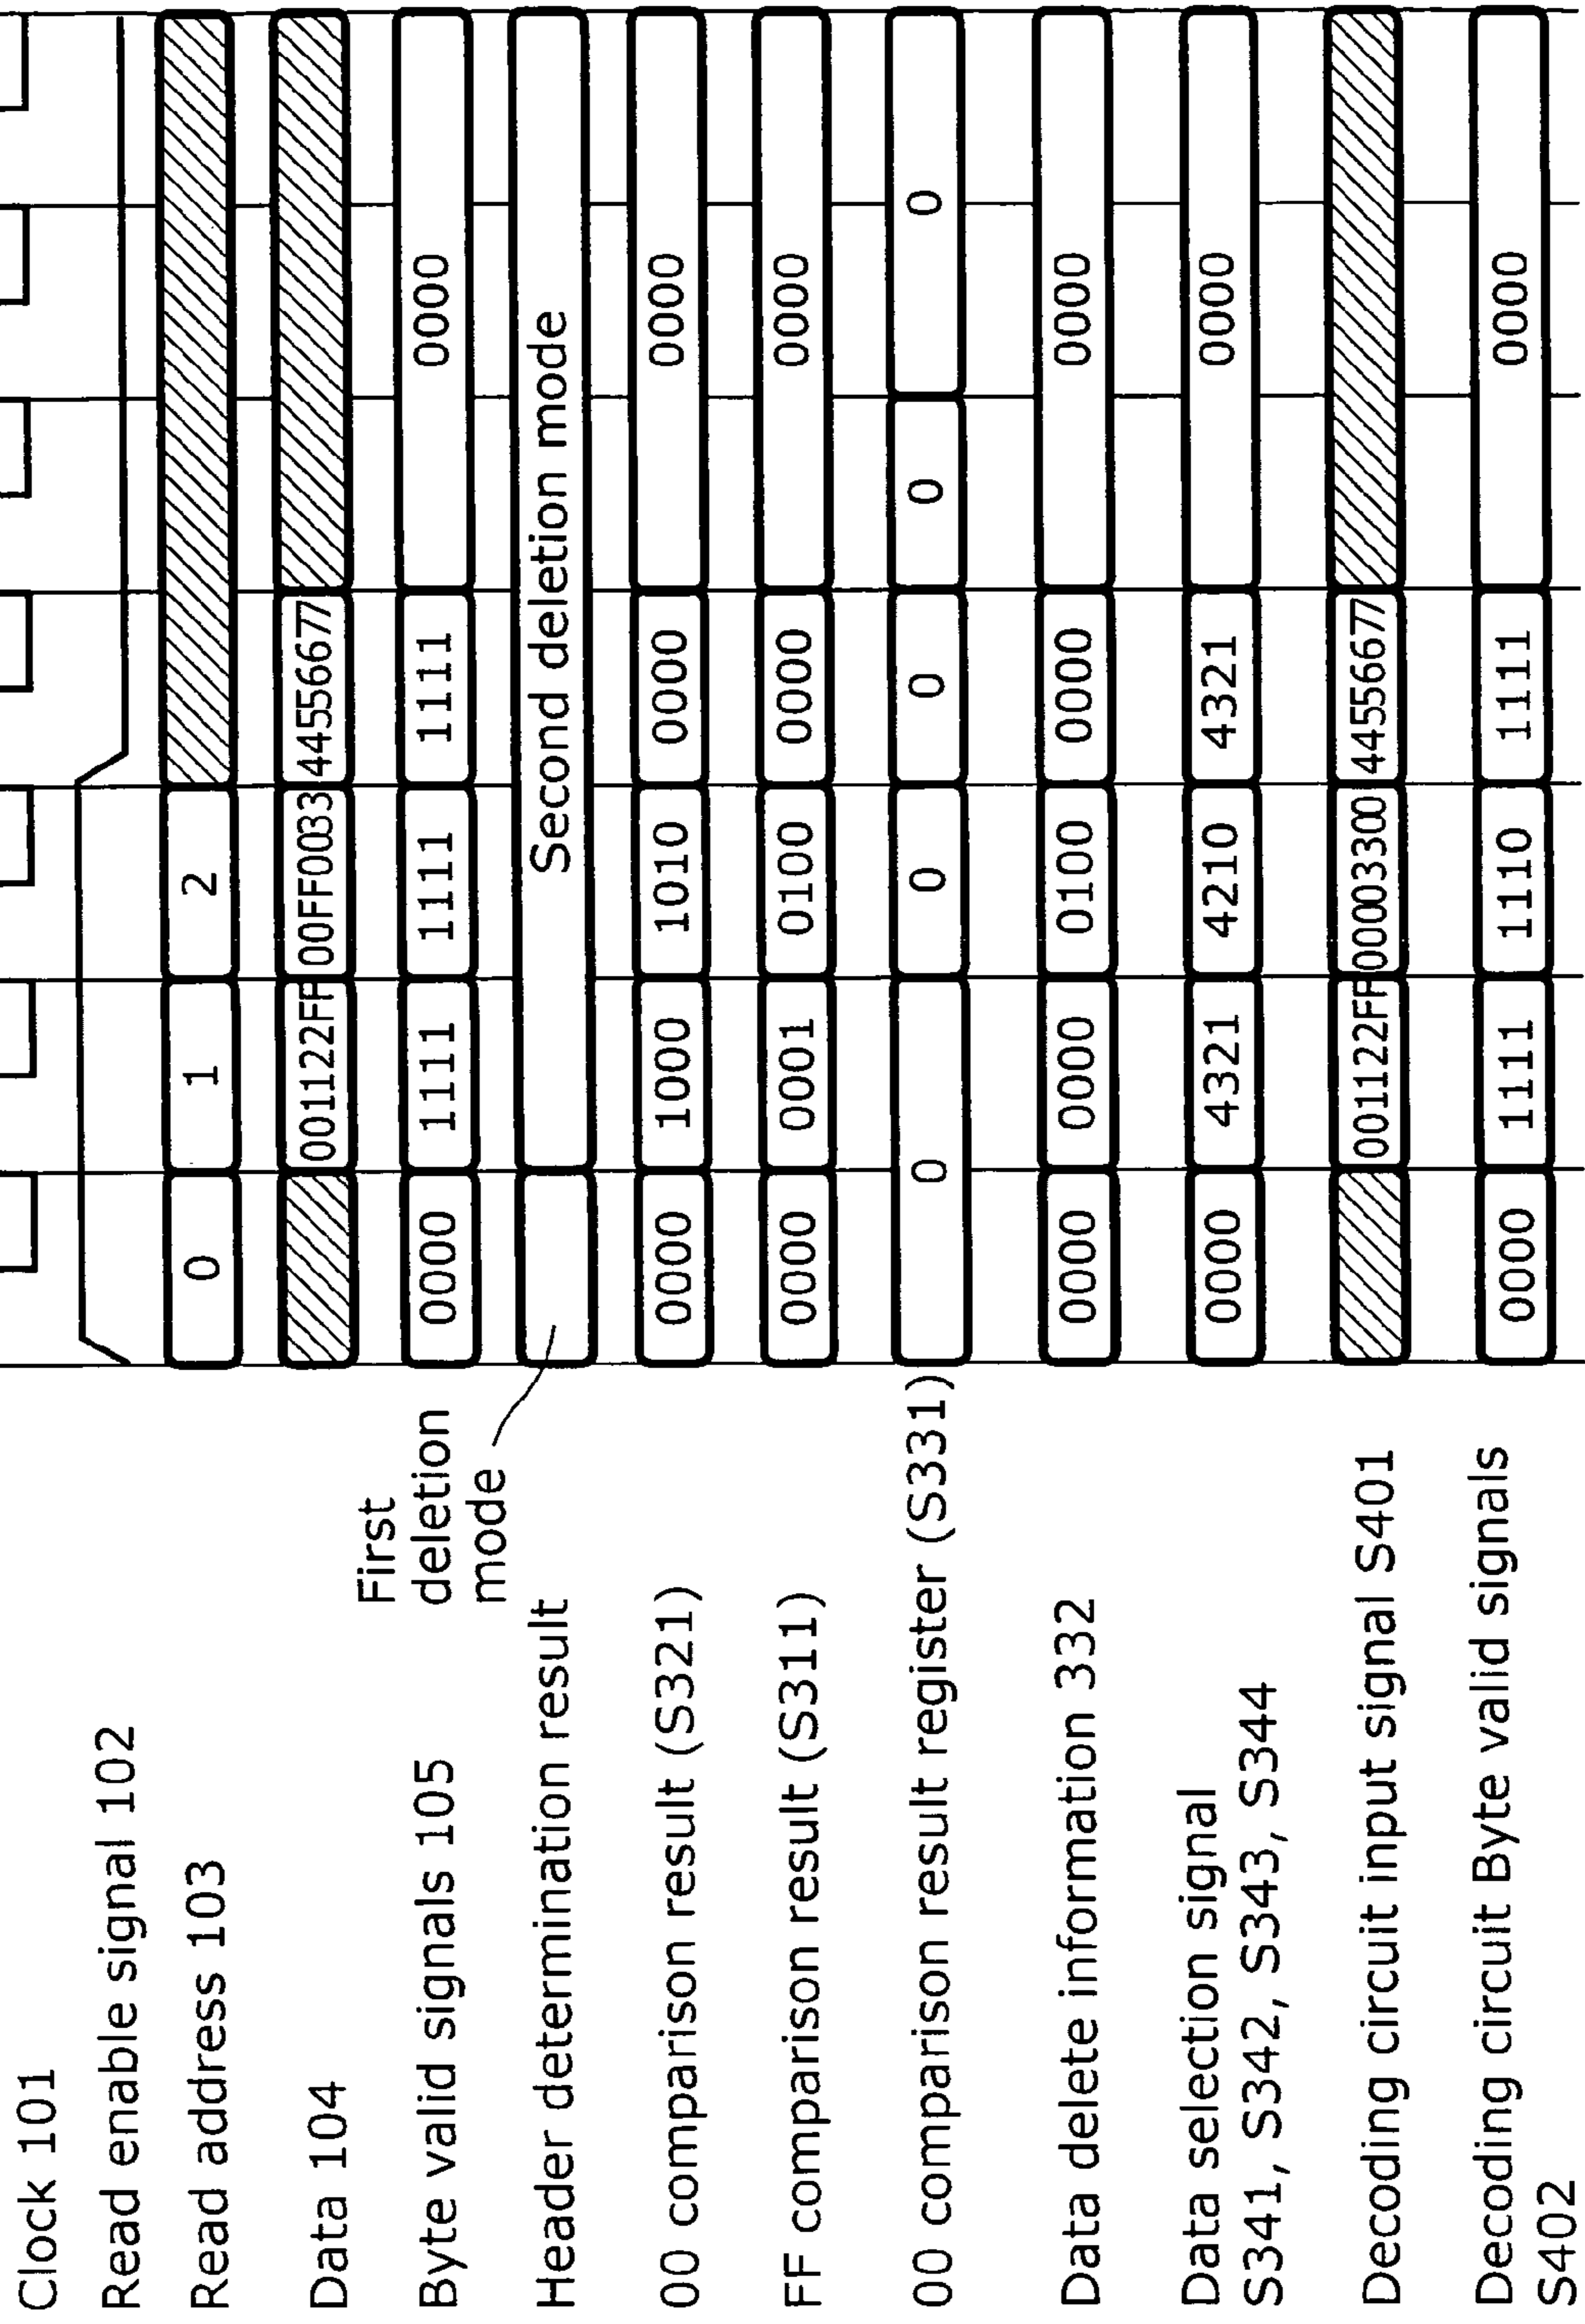 Clock 101
Read enable signal 102
Read address 103 0 1 2
Data 104 001122FF 00FF0033 44556677
Byte valid signals 105 0000 1111 1111 1111 0000
First
deletion
mode
Header determination result Second deletion mode
00 comparison result (S321) 0000 1000 1010 0000 0000
FF comparison result (S311) 0000 0001 0100 0000 0000
00 comparison result register (S331) 0 0 0 0 0
Data delete information 332 0000 0000 0100 0000 0000
Data selection signal
S341, S342, S343, S344 0000 4321 4210 4321 0000
Decoding circuit input signal S401 001122FF 00003300 44556677
Decoding circuit Byte valid signals
S402 0000 1111 1110 1111 0000